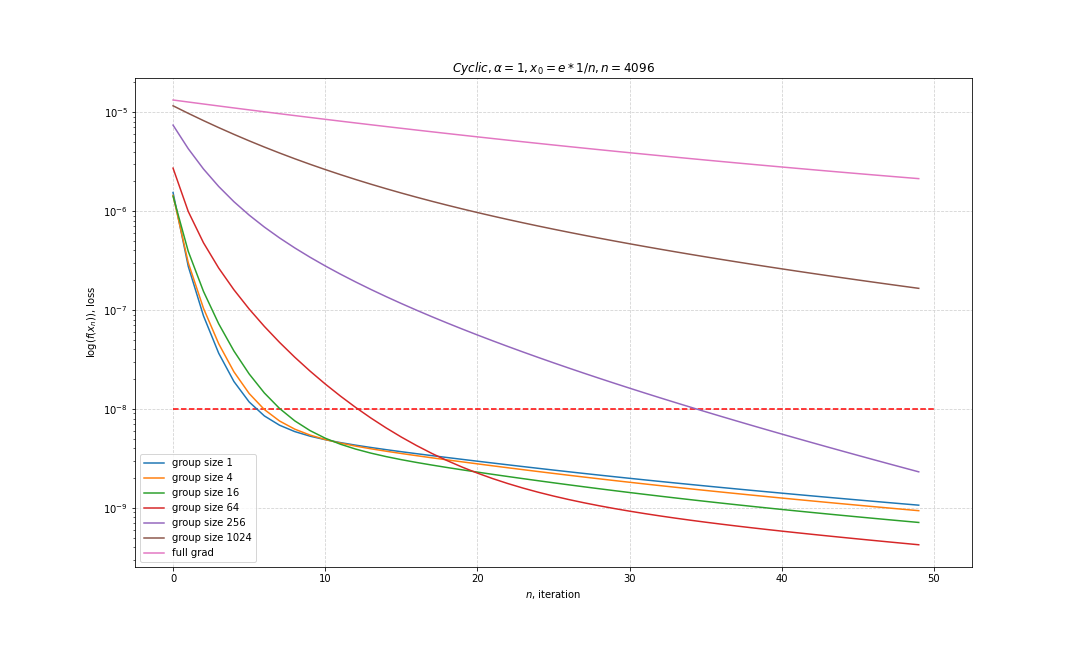 Cyclic, α = 1, x₀ = e * 1/n, n = 4096
log(f(xₙ)), loss
10⁻⁵
10⁻⁶
10⁻⁷
10⁻⁸
10⁻⁹
group size 1
group size 4
group size 16
group size 64
group size 256
group size 1024
full grad
0 10 20 30 40 50
n, iteration